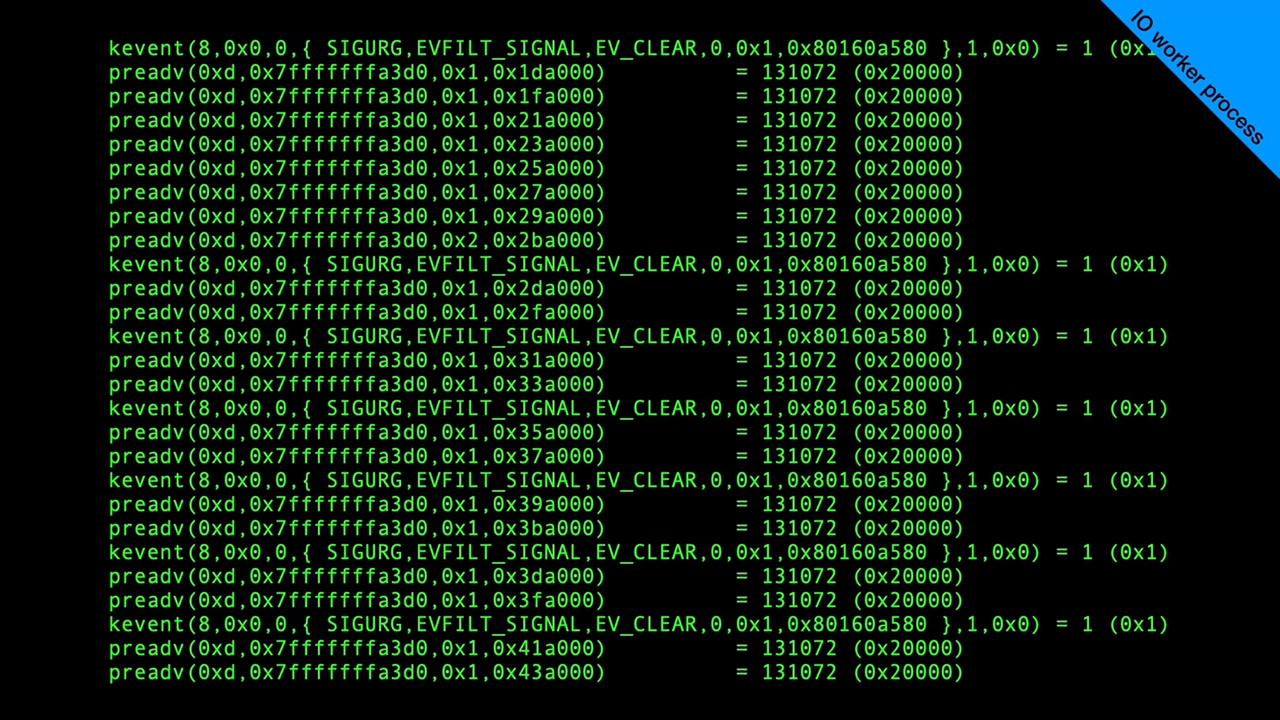 kevent(8,0x0,0,{ SIGURG,EVFILT_SIGNAL,EV_CLEAR,0,0x1,0x80160a580 },1,0x0) = 1 (0x1
preadv(0xd,0x7fffffffa3d0,0x1,0x1da000) = 131072 (0x20000)
preadv(0xd,0x7fffffffa3d0,0x1,0x1fa000) = 131072 (0x20000)
preadv(0xd,0x7fffffffa3d0,0x1,0x21a000) = 131072 (0x20000)
preadv(0xd,0x7fffffffa3d0,0x1,0x23a000) = 131072 (0x20000)
preadv(0xd,0x7fffffffa3d0,0x1,0x25a000) = 131072 (0x20000)
preadv(0xd,0x7fffffffa3d0,0x1,0x27a000) = 131072 (0x20000)
preadv(0xd,0x7fffffffa3d0,0x1,0x29a000) = 131072 (0x20000)
preadv(0xd,0x7fffffffa3d0,0x2,0x2ba000) = 131072 (0x20000)
kevent(8,0x0,0,{ SIGURG,EVFILT_SIGNAL,EV_CLEAR,0,0x1,0x80160a580 },1,0x0) = 1 (0x1)
preadv(0xd,0x7fffffffa3d0,0x1,0x2da000) = 131072 (0x20000)
preadv(0xd,0x7fffffffa3d0,0x1,0x2fa000) = 131072 (0x20000)
kevent(8,0x0,0,{ SIGURG,EVFILT_SIGNAL,EV_CLEAR,0,0x1,0x80160a580 },1,0x0) = 1 (0x1)
preadv(0xd,0x7fffffffa3d0,0x1,0x31a000) = 131072 (0x20000)
preadv(0xd,0x7fffffffa3d0,0x1,0x33a000) = 131072 (0x20000)
kevent(8,0x0,0,{ SIGURG,EVFILT_SIGNAL,EV_CLEAR,0,0x1,0x80160a580 },1,0x0) = 1 (0x1)
preadv(0xd,0x7fffffffa3d0,0x1,0x35a000) = 131072 (0x20000)
preadv(0xd,0x7fffffffa3d0,0x1,0x37a000) = 131072 (0x20000)
kevent(8,0x0,0,{ SIGURG,EVFILT_SIGNAL,EV_CLEAR,0,0x1,0x80160a580 },1,0x0) = 1 (0x1)
preadv(0xd,0x7fffffffa3d0,0x1,0x39a000) = 131072 (0x20000)
preadv(0xd,0x7fffffffa3d0,0x1,0x3ba000) = 131072 (0x20000)
kevent(8,0x0,0,{ SIGURG,EVFILT_SIGNAL,EV_CLEAR,0,0x1,0x80160a580 },1,0x0) = 1 (0x1)
preadv(0xd,0x7fffffffa3d0,0x1,0x3da000) = 131072 (0x20000)
preadv(0xd,0x7fffffffa3d0,0x1,0x3fa000) = 131072 (0x20000)
kevent(8,0x0,0,{ SIGURG,EVFILT_SIGNAL,EV_CLEAR,0,0x1,0x80160a580 },1,0x0) = 1 (0x1)
preadv(0xd,0x7fffffffa3d0,0x1,0x41a000) = 131072 (0x20000)
preadv(0xd,0x7fffffffa3d0,0x1,0x43a000) = 131072 (0x20000)
IO worker process